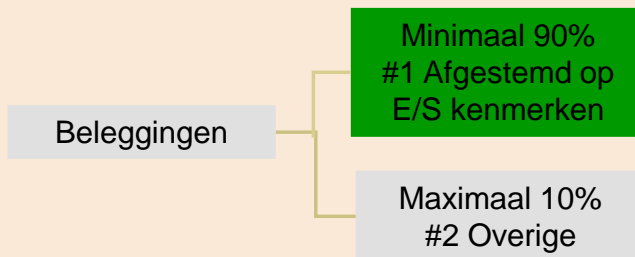 Minimaal 90%
#1 Afgestemd op
E/S kenmerken
Beleggingen
Maximaal 10%
#2 Overige